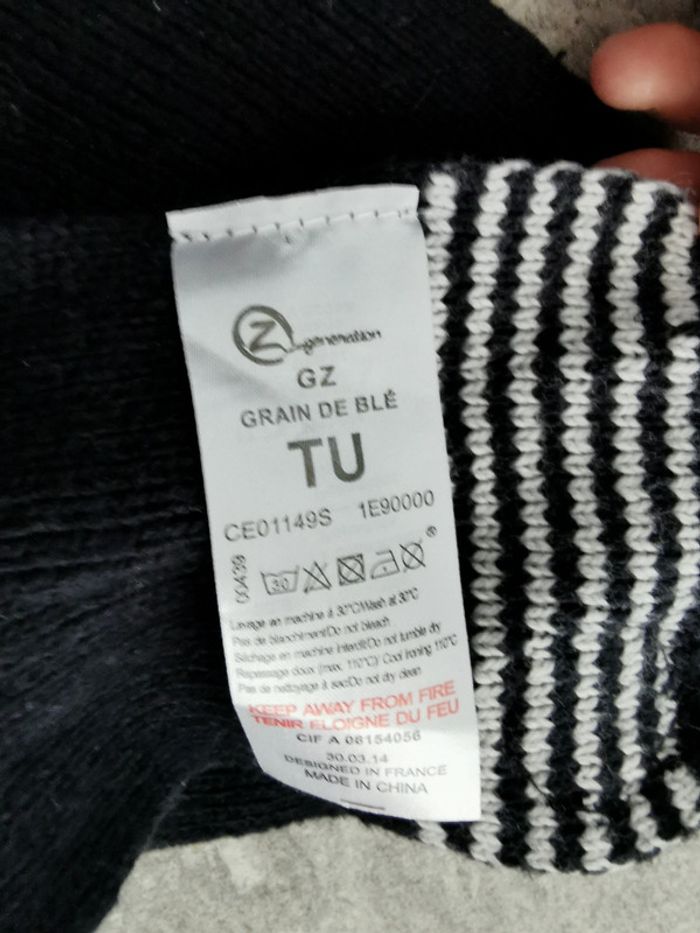 Z generation
GZ
GRAIN DE BLÉ
TU
CE01149S 1E90000
00439
30
Lavage en machine à 30°C/Wash at 30°C
Pas de blanchiment/Do not bleach
Séchage en machine interdit/Do not tumble dry
Repassage doux (max. 110°C)/ Cool ironing 110°C
Pas de nettoyage à sec/Do not dry clean
KEEP AWAY FROM FIRE
TENIR ELOIGNE DU FEU
CIF A 08154056
30.03.14
DESIGNED IN FRANCE
MADE IN CHINA